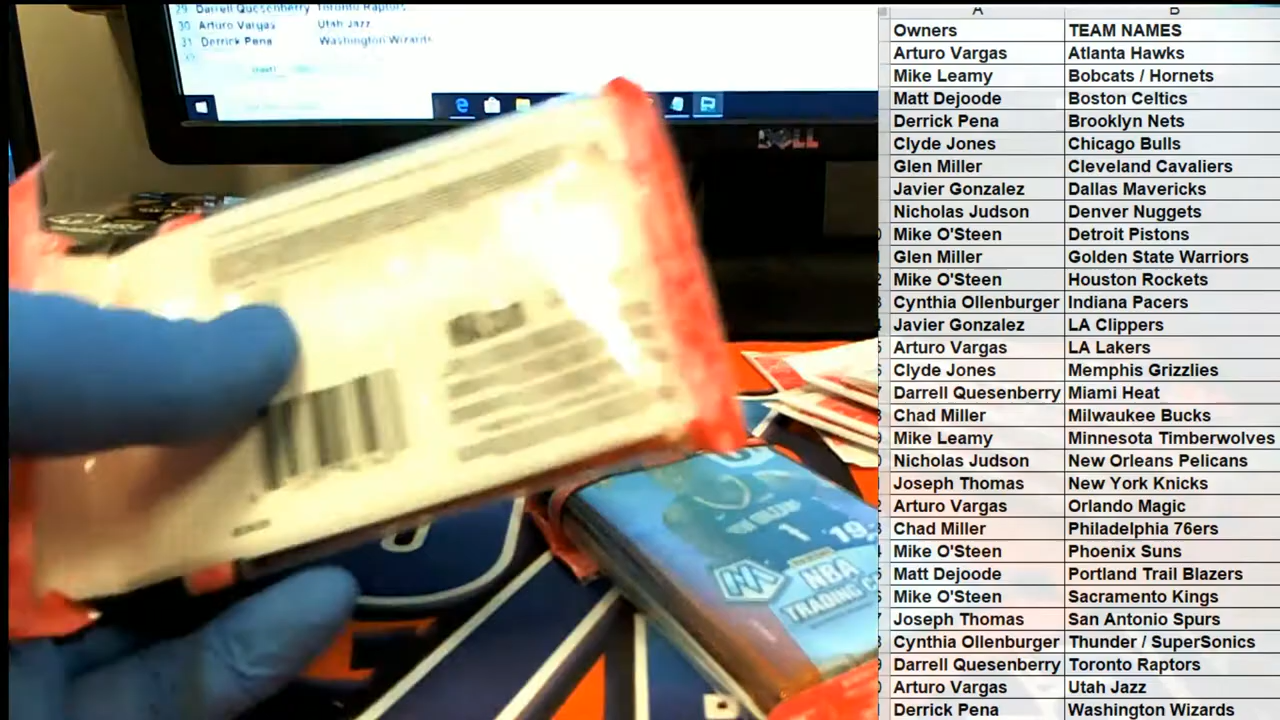 29 Darrell Quesenberry Toronto Raptors
30 Arturo Vargas Utah Jazz
31 Derrick Pena Washington Wizards
DELL
1 19
NBA
TRADING
A B
Owners TEAM NAMES
Arturo Vargas Atlanta Hawks
Mike Leamy Bobcats / Hornets
Matt Dejoode Boston Celtics
Derrick Pena Brooklyn Nets
Clyde Jones Chicago Bulls
Glen Miller Cleveland Cavaliers
Javier Gonzalez Dallas Mavericks
Nicholas Judson Denver Nuggets
Mike O'Steen Detroit Pistons
Glen Miller Golden State Warriors
Mike O'Steen Houston Rockets
Cynthia Ollenburger Indiana Pacers
Javier Gonzalez LA Clippers
Arturo Vargas LA Lakers
Clyde Jones Memphis Grizzlies
Darrell Quesenberry Miami Heat
Chad Miller Milwaukee Bucks
Mike Leamy Minnesota Timberwolves
Nicholas Judson New Orleans Pelicans
Joseph Thomas New York Knicks
Arturo Vargas Orlando Magic
Chad Miller Philadelphia 76ers
Mike O'Steen Phoenix Suns
Matt Dejoode Portland Trail Blazers
Mike O'Steen Sacramento Kings
Joseph Thomas San Antonio Spurs
Cynthia Ollenburger Thunder / SuperSonics
Darrell Quesenberry Toronto Raptors
Arturo Vargas Utah Jazz
Derrick Pena Washington Wizards